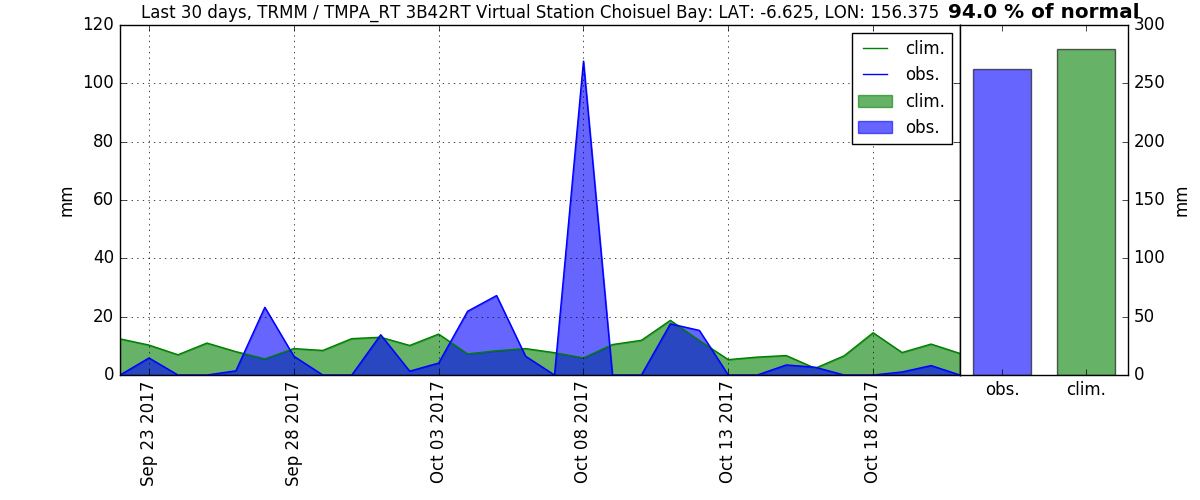 Last 30 days, TRMM / TMPA_RT 3B42RT Virtual Station Choisuel Bay: LAT: -6.625, LON: 156.375
94.0 % of normal
120
100
80
60
40
20
0
mm
clim.
obs.
clim.
obs.
300
250
200
150
100
50
0
mm
Sep 23 2017
Sep 28 2017
Oct 03 2017
Oct 08 2017
Oct 13 2017
Oct 18 2017
obs.
clim.